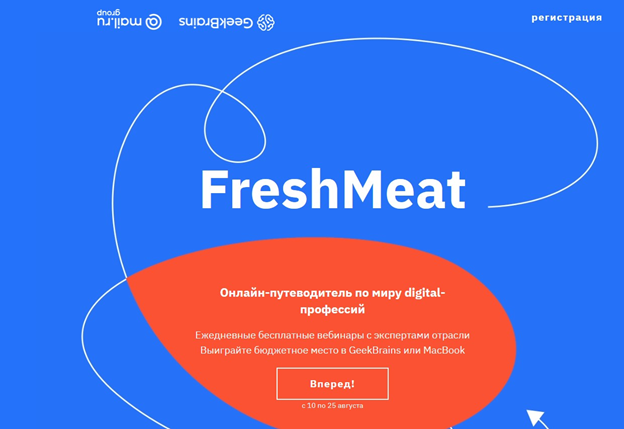 @mail.ru
group
GeekBrains
регистрация
FreshMeat
Онлайн-путеводитель по миру digital-
профессий
Ежедневные бесплатные вебинары с экспертами отрасли
Выиграйте бюджетное место в GeekBrains или MacBook
Вперед!
с 10 по 25 августа